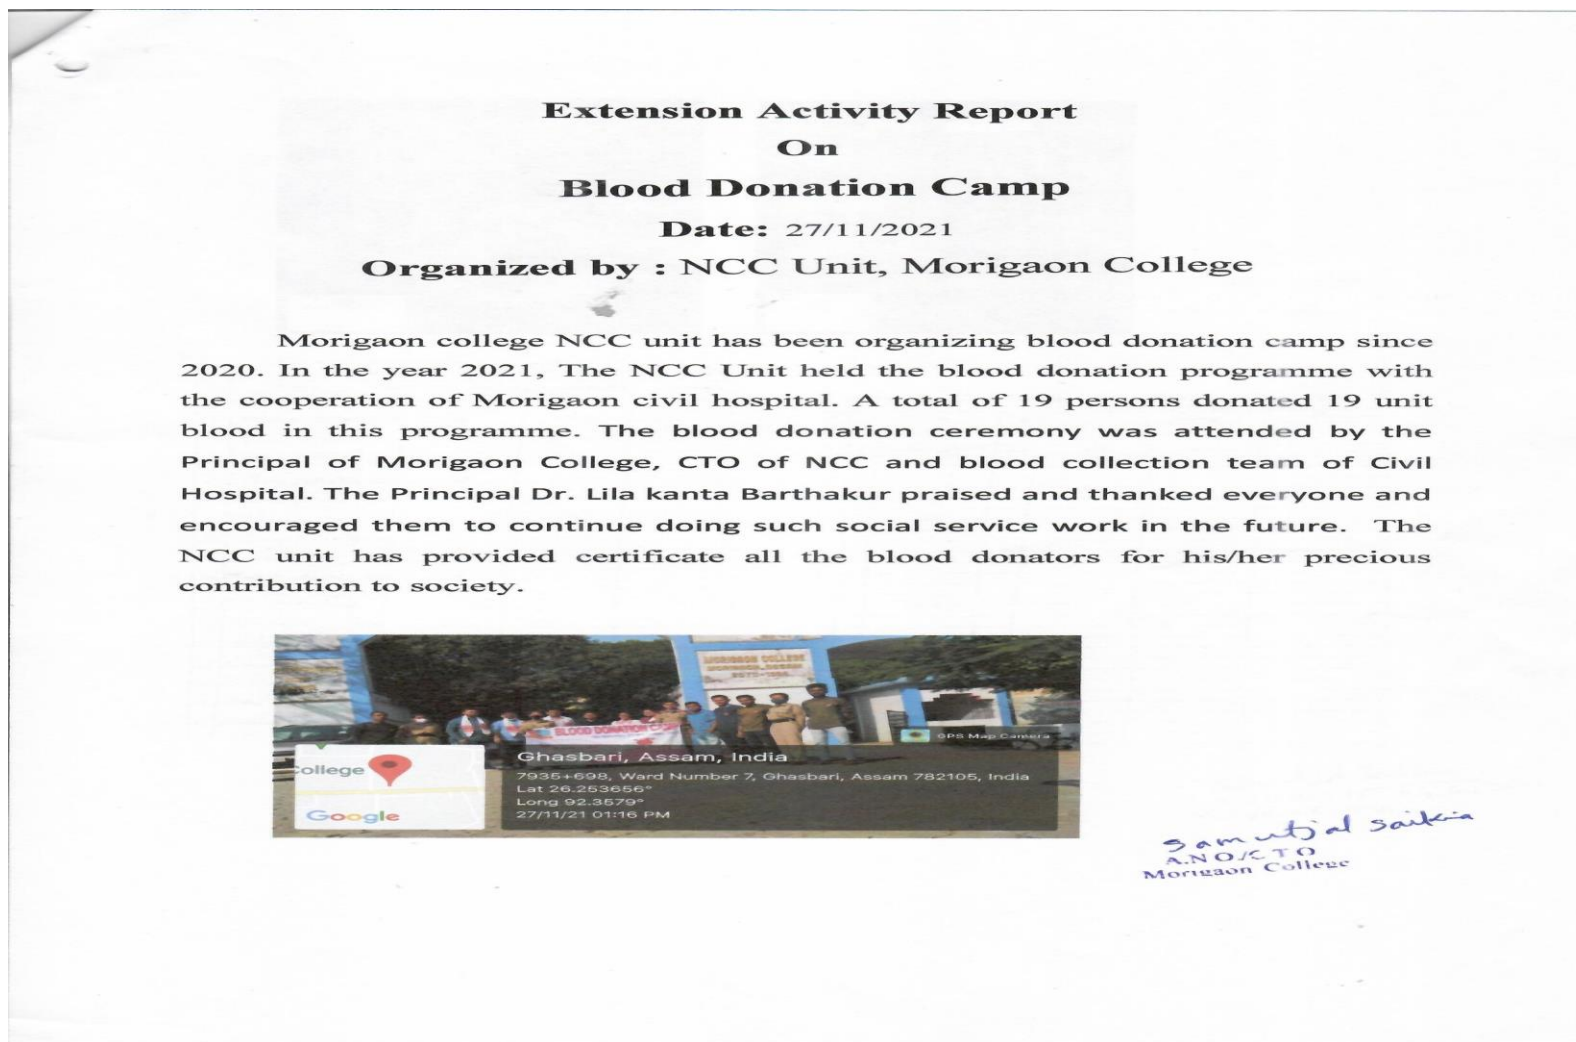 Extension Activity Report
On
Blood Donation Camp
Date: 27/11/2021
Organized by : NCC Unit, Morigaon College
Morigaon college NCC unit has been organizing blood donation camp since
2020. In the year 2021, The NCC Unit held the blood donation programme with
the cooperation of Morigaon civil hospital. A total of 19 persons donated 19 unit
blood in this programme. The blood donation ceremony was attended by the
Principal of Morigaon College, CTO of NCC and blood collection team of Civil
Hospital. The Principal Dr. Lila kanta Barthakur praised and thanked everyone and
encouraged them to continue doing such social service work in the future. The
NCC unit has provided certificate all the blood donators for his/her precious
contribution to society.
MORIGAON COLLEGE
BLOOD DONATION
GPS Map Camera
College
Google
Ghasbari, Assam, India
7935+698, Ward Number 7, Ghasbari, Assam 782105, India
Lat 26.253656°
Long 92.3579°
27/11/21 01:16 PM
Saikia
A.N O/C T O
Morigaon College